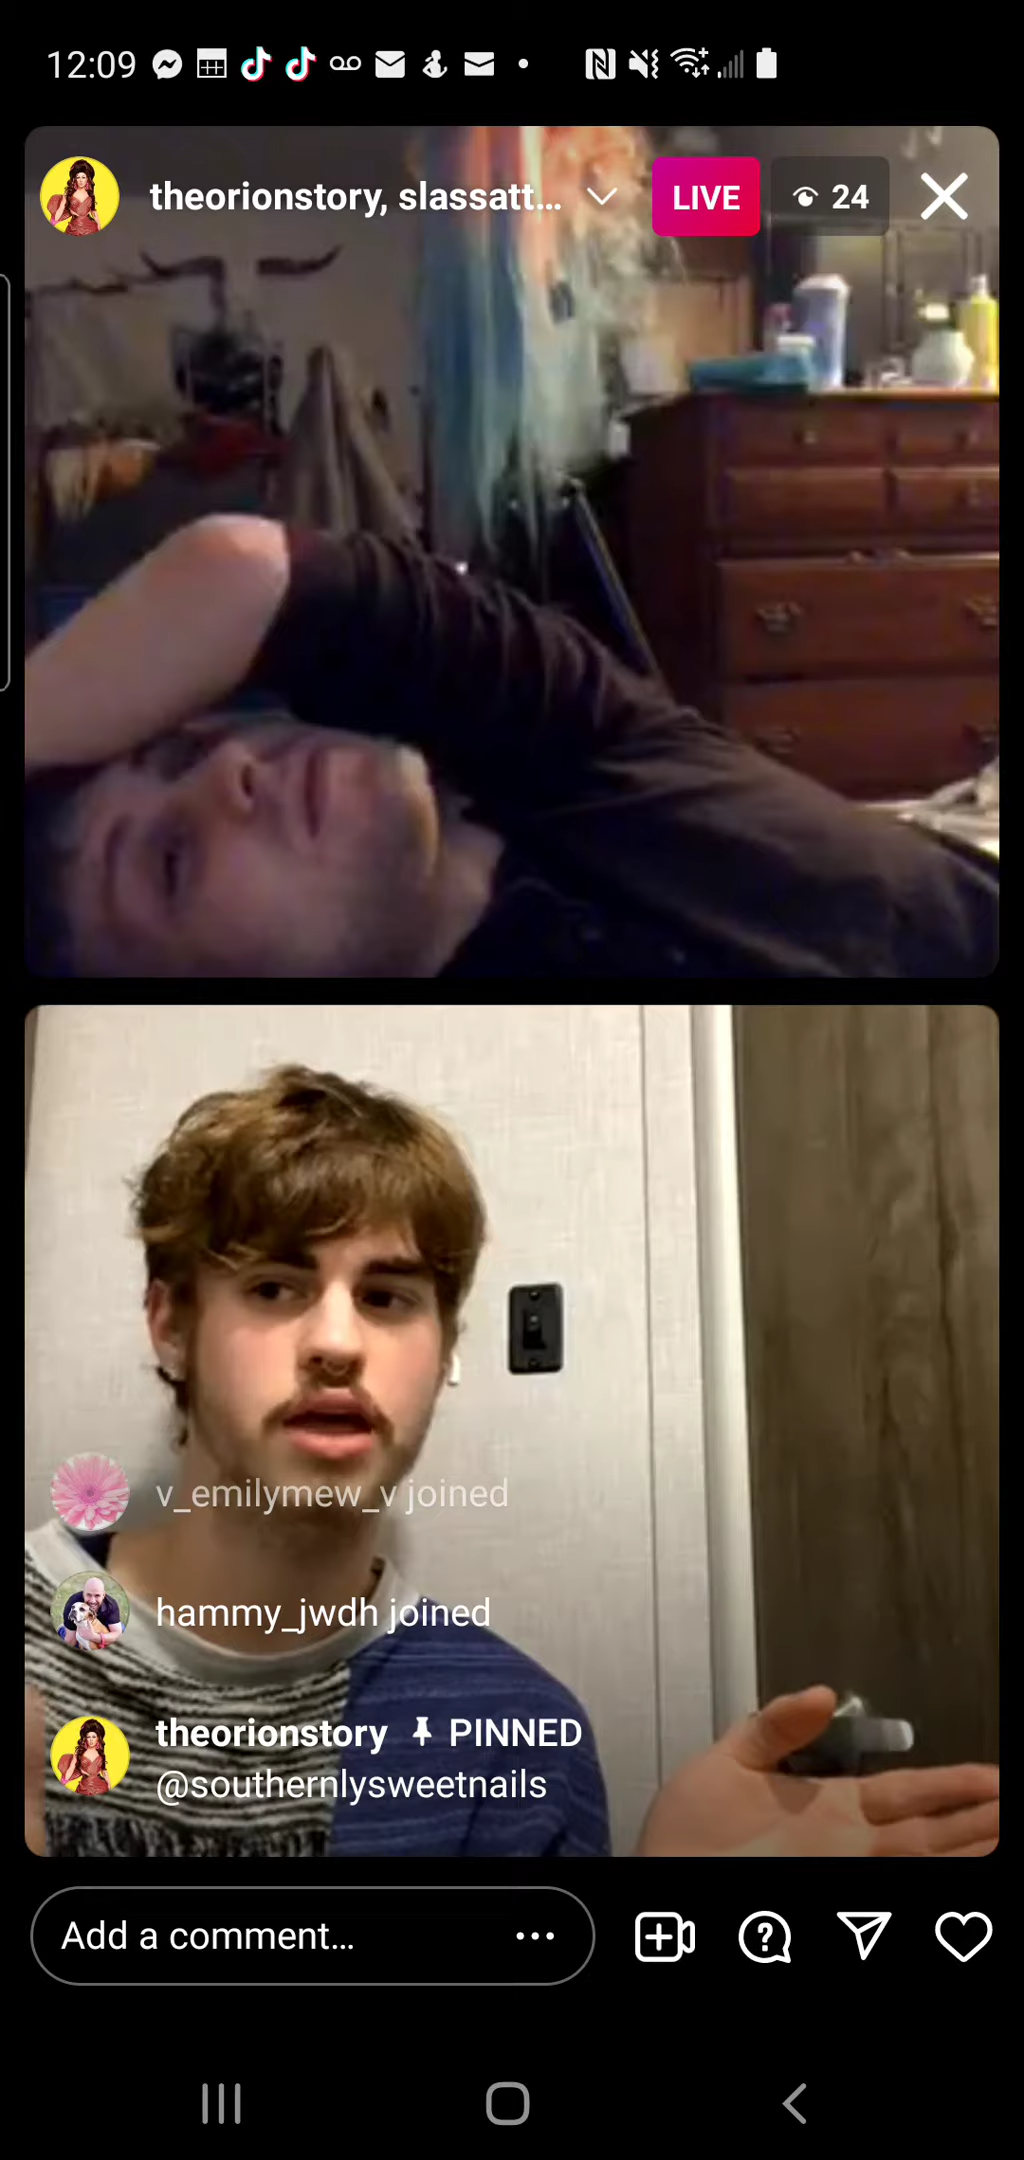 12:09
theorionstory, slassatt...
LIVE
24
v_emilymew_v joined
hammy_jwdh joined
theorionstory PINNED
@southernlysweetnails
Add a comment...